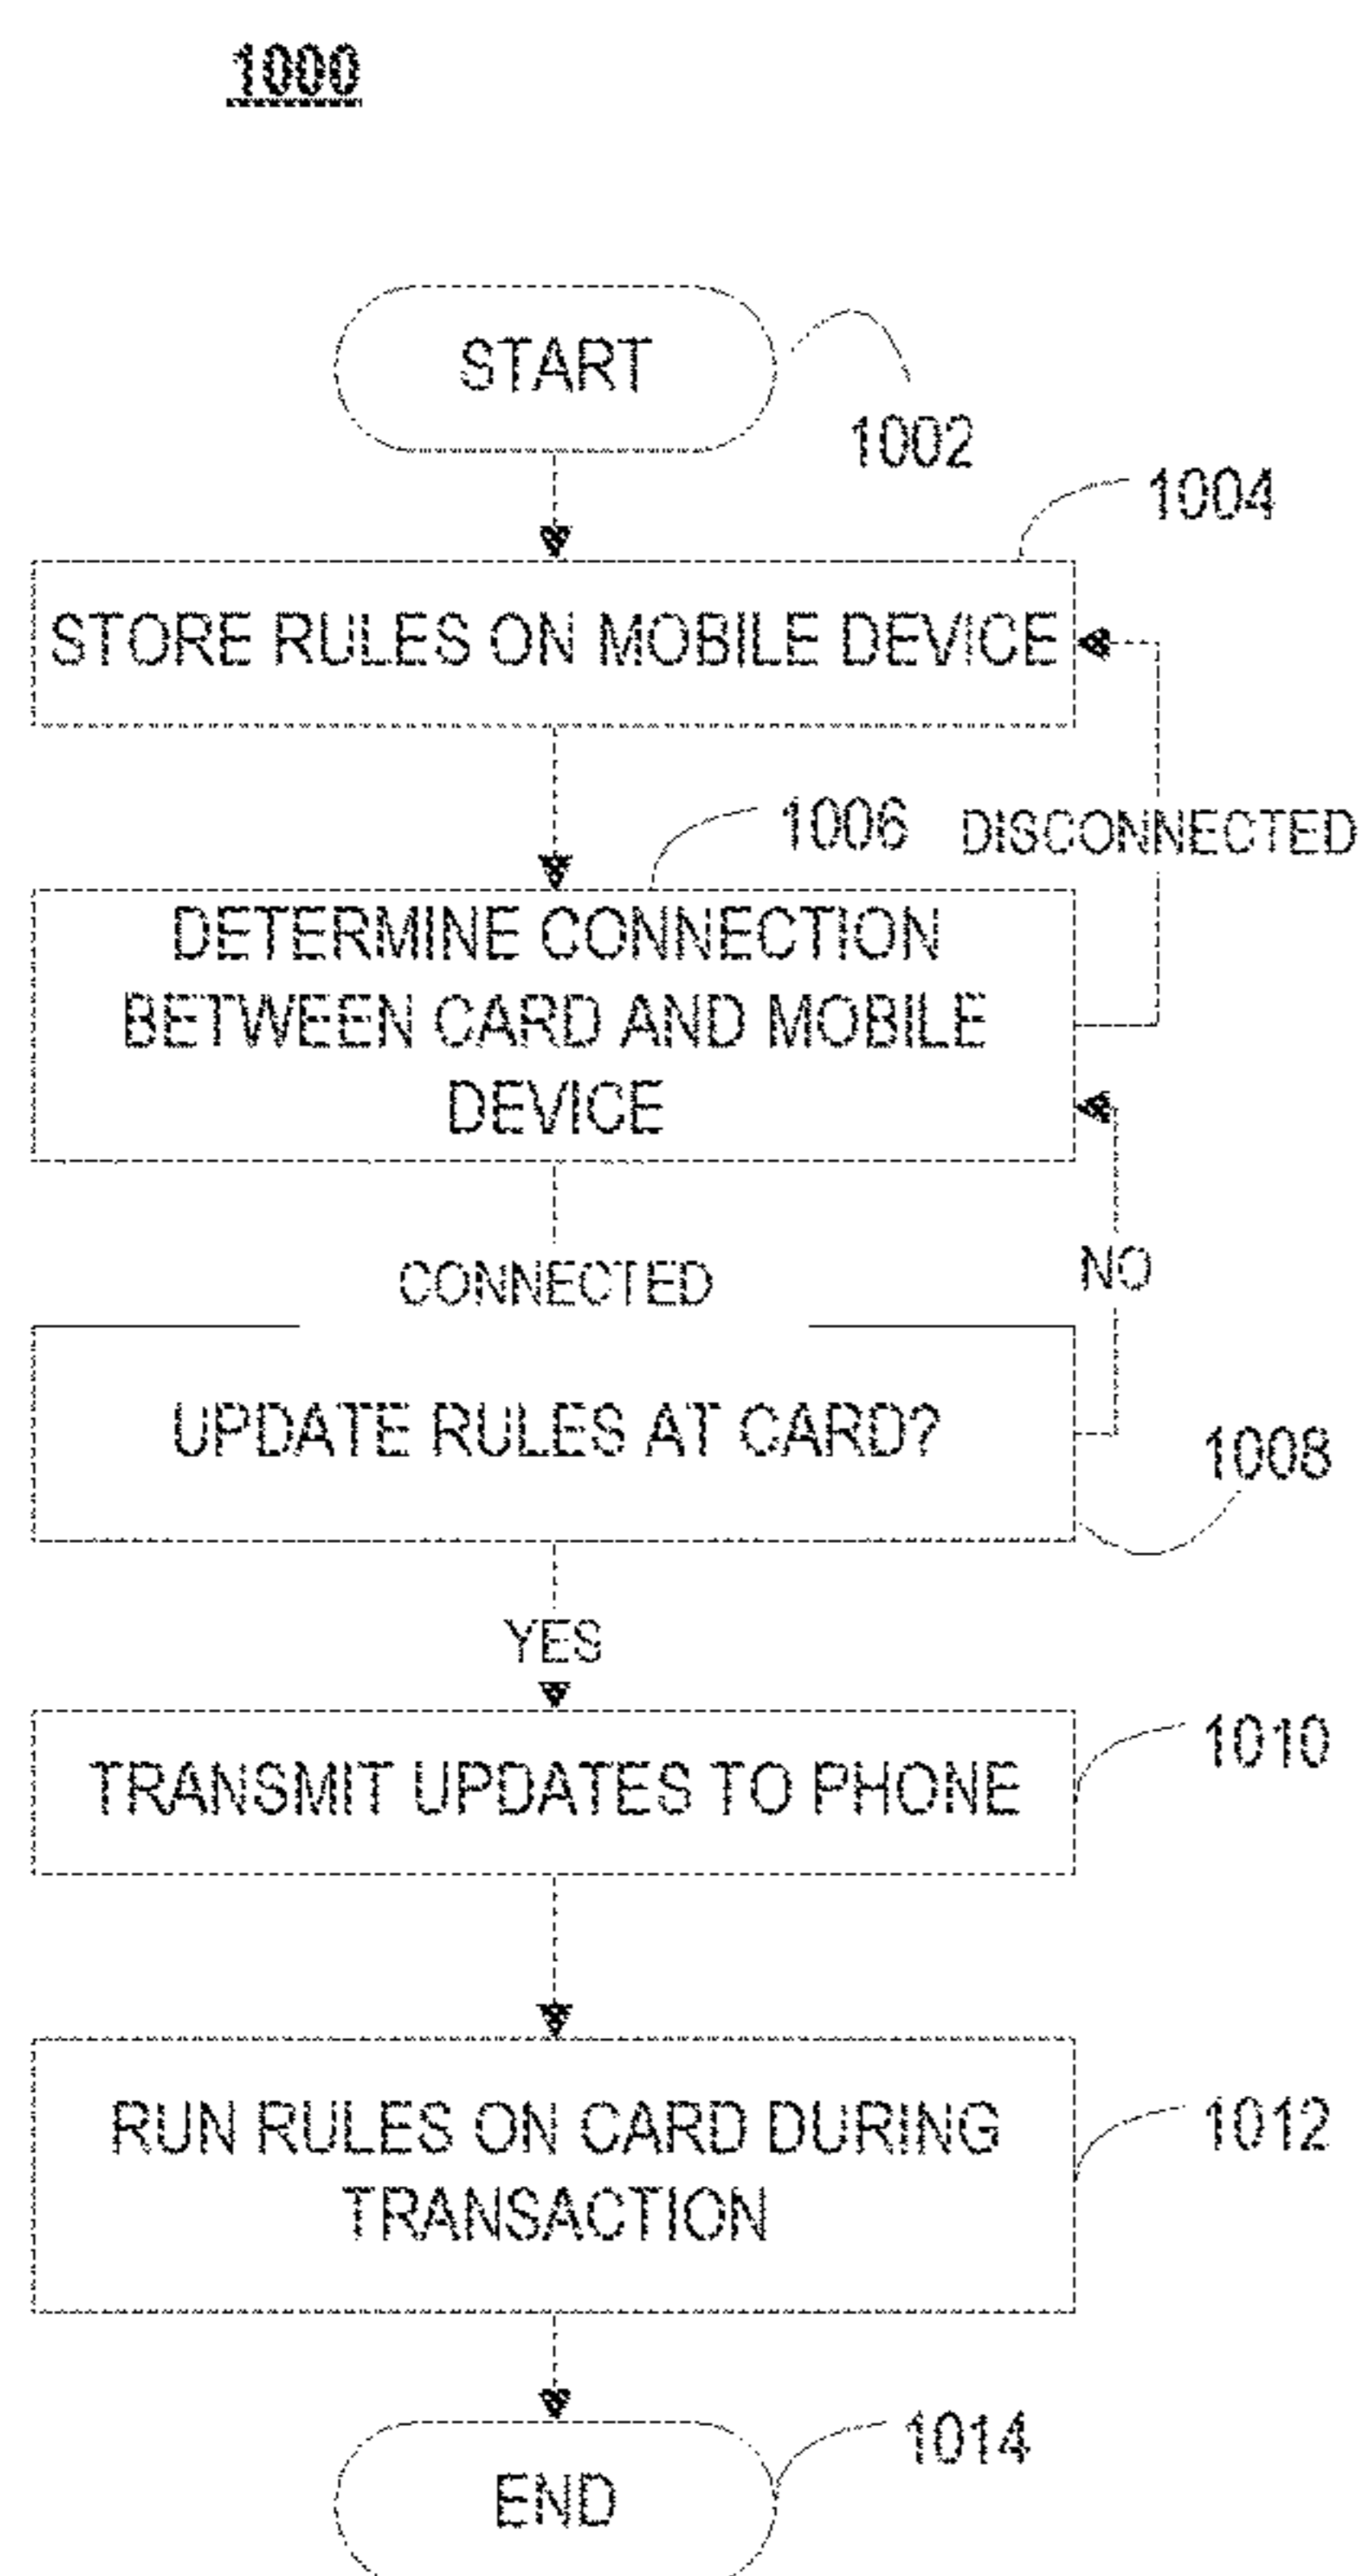 1000
START
1002
1004
STORE RULES ON MOBILE DEVICE
1006
DISCONNECTED
DETERMINE CONNECTION
BETWEEN CARD AND MOBILE
DEVICE
CONNECTED
NO
UPDATE RULES AT CARD?
1008
YES
TRANSMIT UPDATES TO PHONE
1010
RUN RULES ON CARD DURING
TRANSACTION
1012
1014
END